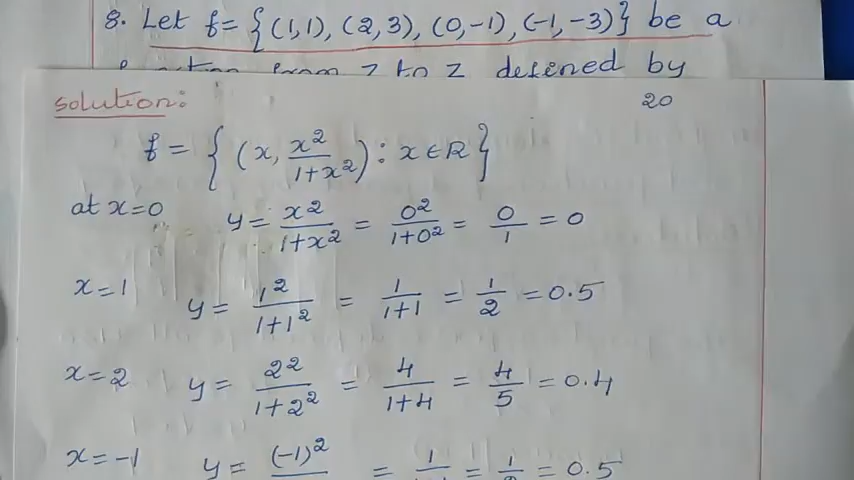 8. Let f = { (1,1), (2,3), (0,-1), (-1,-3)} be a
from Z to Z defined by
solution:
20
f = { (x, x²/1+x²) : x ∈ R }
at x=0 y = x²/1+x² = 0²/1+0² = 0/1 = 0
x=1 y = 1²/1+1² = 1/1+1 = 1/2 = 0.5
x=2 y = 2²/1+2² = 4/1+4 = 4/5 = 0.4
x=-1 y = (-1)² = 1 = 1 = 0.5